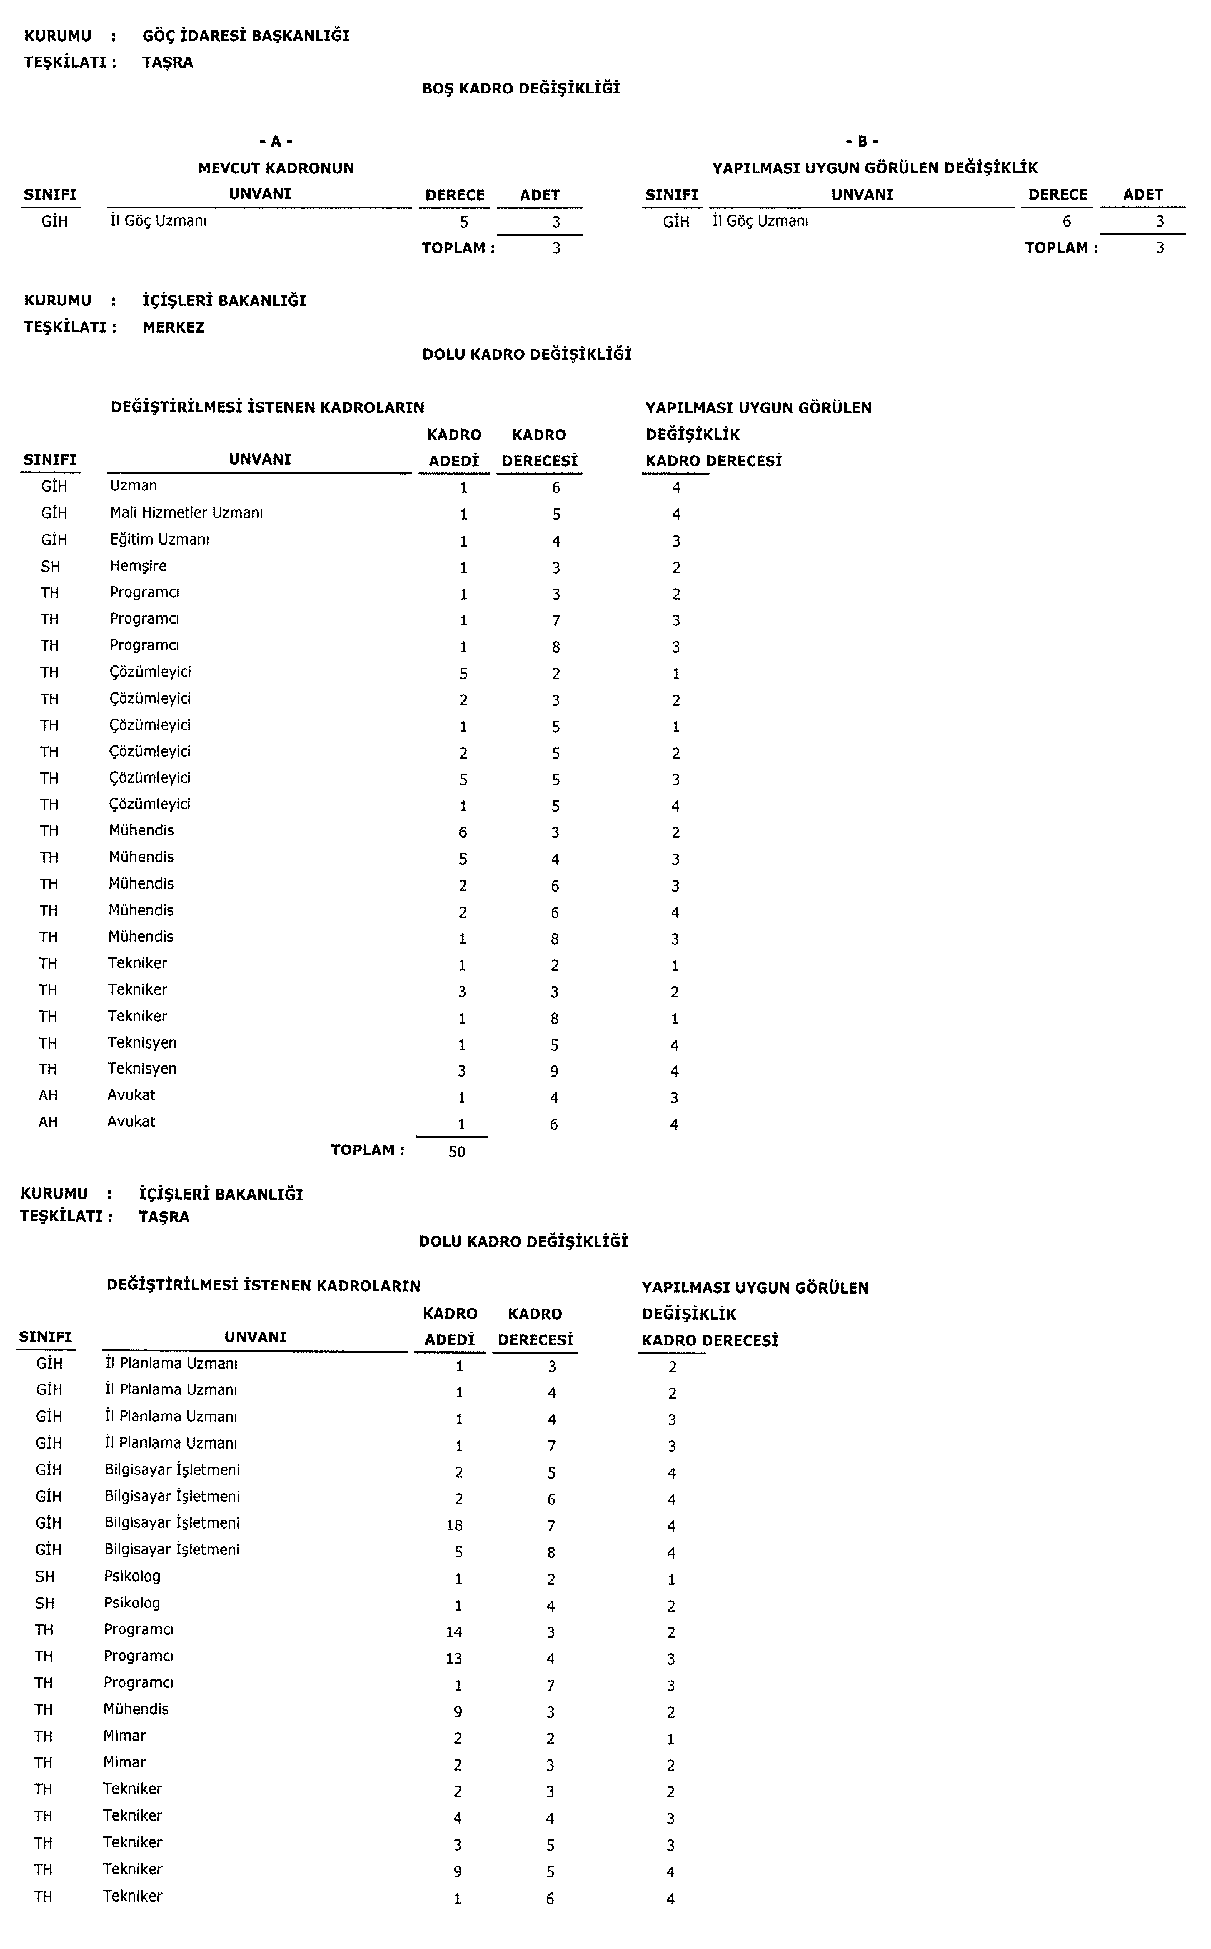 KURUMU : GÖÇ İDARESİ BAŞKANLIĞI
TEŞKİLATI : TAŞRA
BOŞ KADRO DEĞİŞİKLİĞİ
- A - - B -
MEVCUT KADRONUN YAPILMASI UYGUN GÖRÜLEN DEĞİŞİKLİK
SINIFI UNVANI DERECE ADET SINIFI UNVANI DERECE ADET
GİH İl Göç Uzmanı 5 3 GİH İl Göç Uzmanı 6 3
TOPLAM : 3 TOPLAM : 3
KURUMU : İÇİŞLERİ BAKANLIĞI
TEŞKİLATI : MERKEZ
DOLU KADRO DEĞİŞİKLİĞİ
DEĞİŞTİRİLMESİ İSTENEN KADROLARIN YAPILMASI UYGUN GÖRÜLEN
KADRO KADRO DEĞİŞİKLİK
SINIFI UNVANI ADEDİ DERECESİ KADRO DERECESİ
GİH Uzman 1 6 4
GİH Mali Hizmetler Uzmanı 1 5 4
GİH Eğitim Uzmanı 1 4 3
SH Hemşire 1 3 2
TH Programcı 1 3 2
TH Programcı 1 7 3
TH Programcı 1 8 3
TH Çözümleyici 5 2 1
TH Çözümleyici 2 3 2
TH Çözümleyici 1 5 1
TH Çözümleyici 2 5 2
TH Çözümleyici 5 5 3
TH Çözümleyici 1 5 4
TH Mühendis 6 3 2
TH Mühendis 5 4 3
TH Mühendis 2 6 3
TH Mühendis 2 6 4
TH Mühendis 1 8 3
TH Tekniker 1 2 1
TH Tekniker 3 3 2
TH Tekniker 1 8 1
TH Teknisyen 1 5 4
TH Teknisyen 3 9 4
AH Avukat 1 4 3
AH Avukat 1 6 4
TOPLAM : 50
KURUMU : İÇİŞLERİ BAKANLIĞI
TEŞKİLATI : TAŞRA
DOLU KADRO DEĞİŞİKLİĞİ
DEĞİŞTİRİLMESİ İSTENEN KADROLARIN YAPILMASI UYGUN GÖRÜLEN
KADRO KADRO DEĞİŞİKLİK
SINIFI UNVANI ADEDİ DERECESİ KADRO DERECESİ
GİH İl Planlama Uzmanı 1 3 2
GİH İl Planlama Uzmanı 1 4 2
GİH İl Planlama Uzmanı 1 4 3
GİH İl Planlama Uzmanı 1 7 3
GİH Bilgisayar İşletmeni 2 5 4
GİH Bilgisayar İşletmeni 2 6 4
GİH Bilgisayar İşletmeni 18 7 4
GİH Bilgisayar İşletmeni 5 8 4
SH Psikolog 1 2 1
SH Psikolog 1 4 2
TH Programcı 14 3 2
TH Programcı 13 4 3
TH Programcı 1 7 3
TH Mühendis 9 3 2
TH Mimar 2 2 1
TH Mimar 2 3 2
TH Tekniker 2 3 2
TH Tekniker 4 4 3
TH Tekniker 3 5 3
TH Tekniker 9 5 4
TH Tekniker 1 6 4